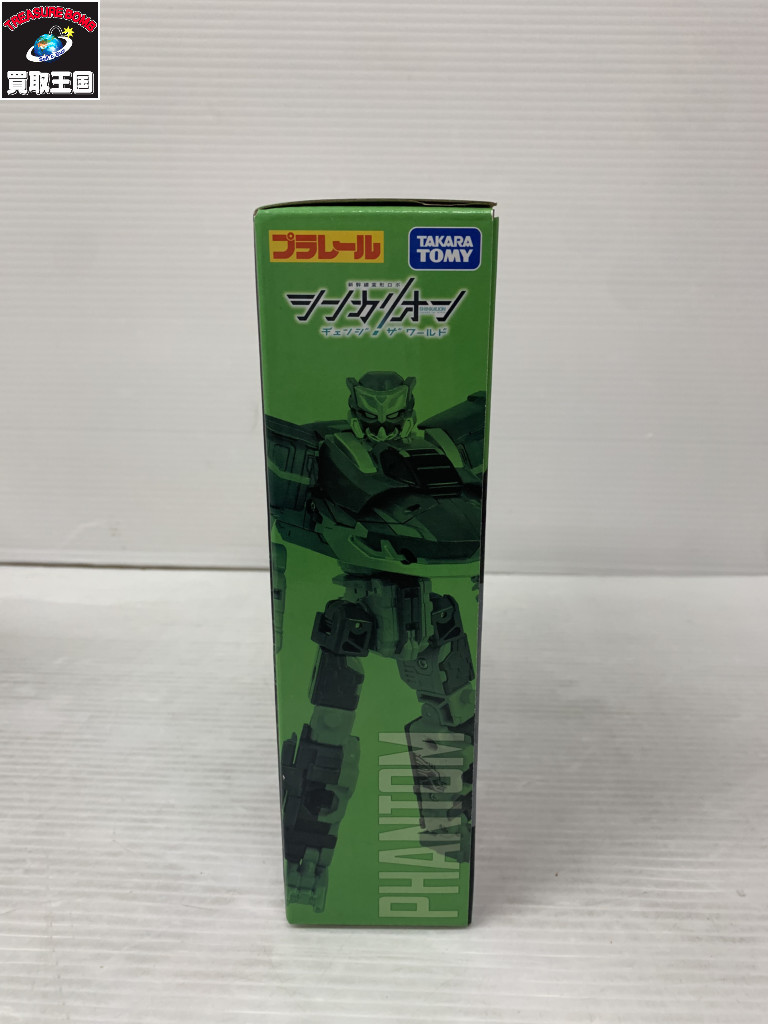 TREASURE BOMB
買取王国
プラレール
TAKARA TOMY
新幹線変形ロボ
シンカリオン
チェンジ ザ ワールド
PHANTOM